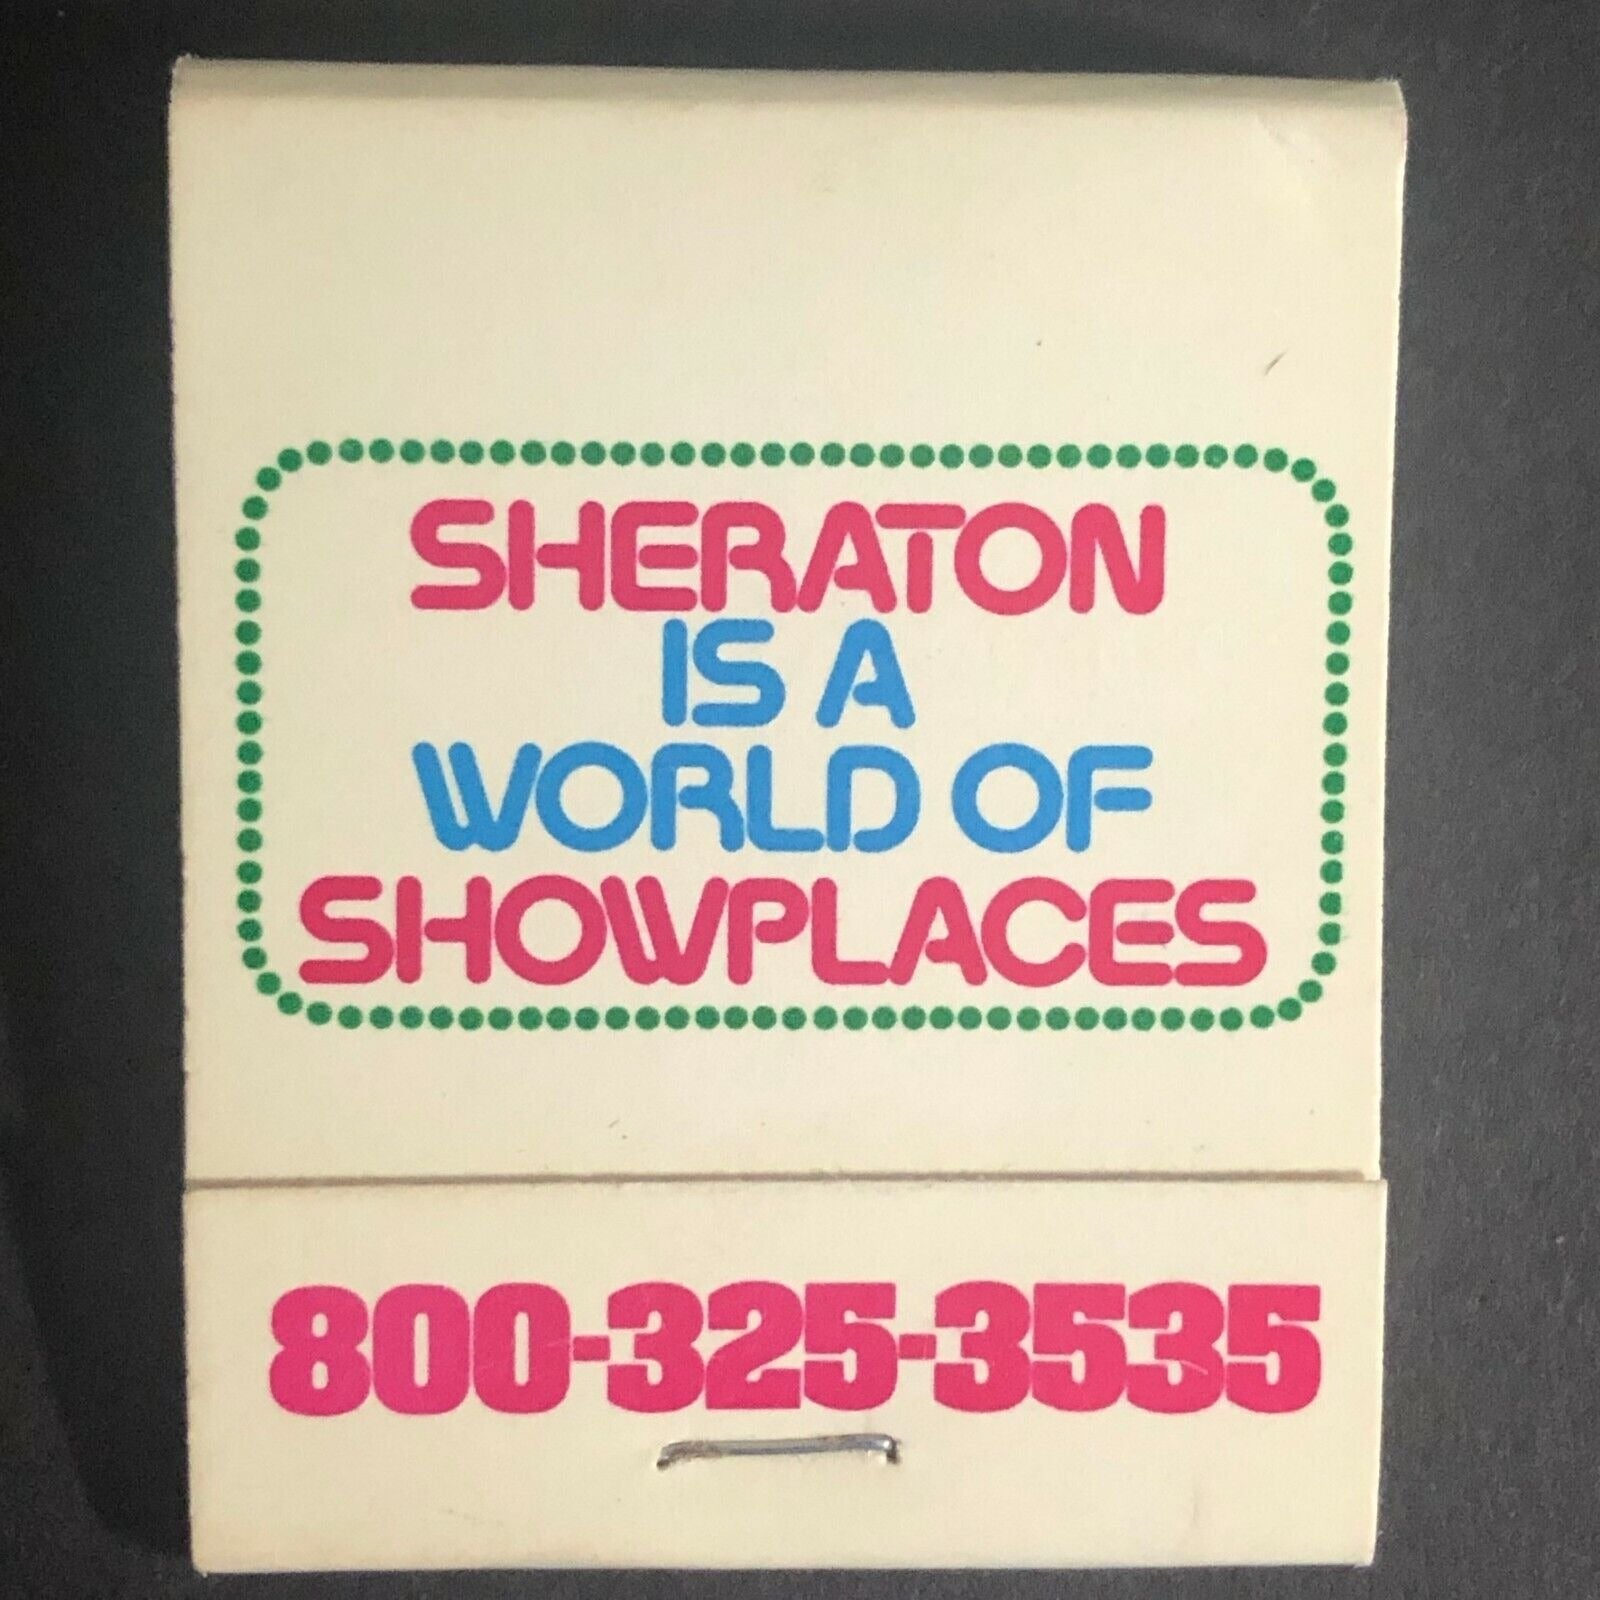 SHERATON
IS A
WORLD OF
SHOWPLACES
800-325-3535